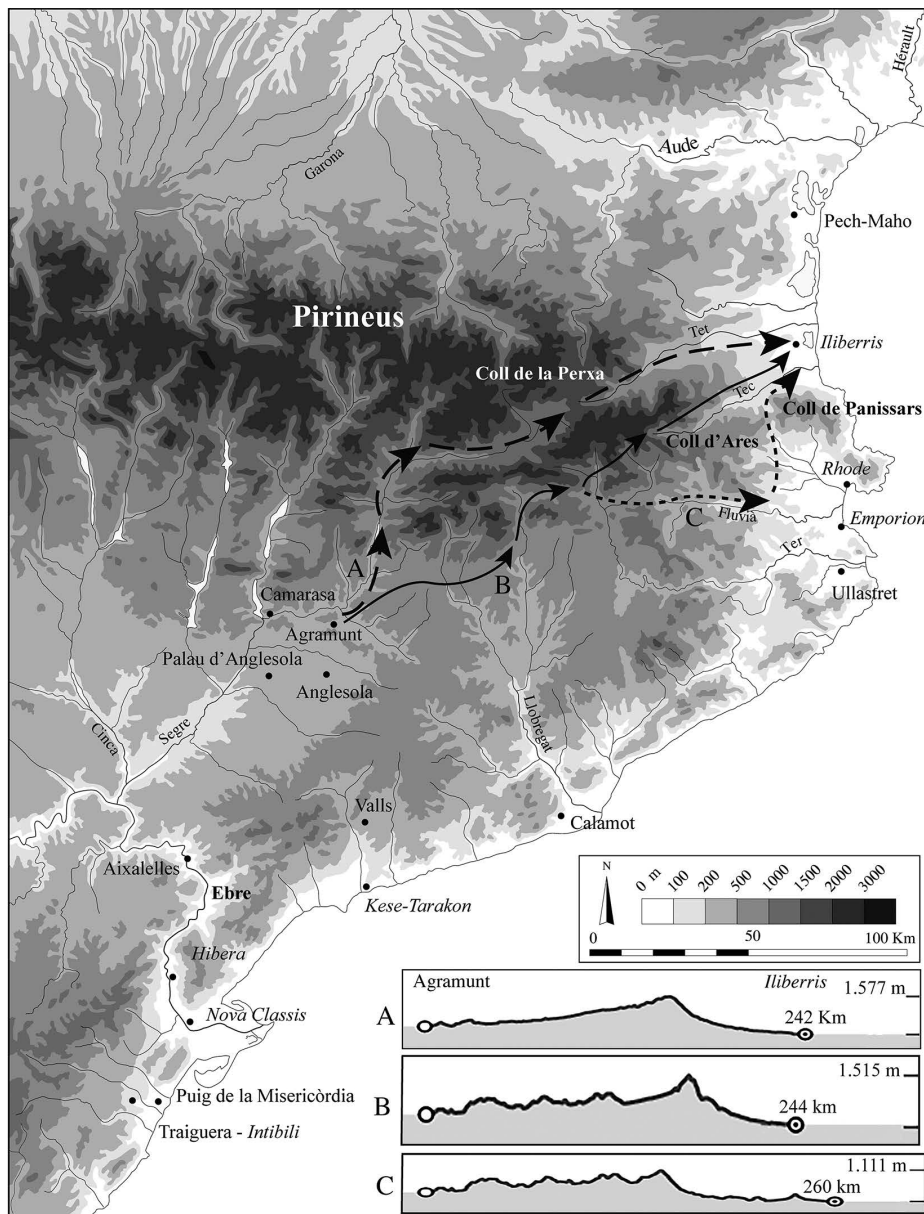 Hérault
Aude
Garona
Pech-Maho
Pirineus
Tet
Iliberris
Coll de la Perxa
Tec
Coll de Panissars
Coll d'Ares
Rhode
C
Fluvià
Emporion
A
B
Ter
Ullastret
Camarasa
Agramunt
Palau d'Anglesola
Anglesola
Cinca
Segre
Llobregat
Valls
Calamot
Aixalelles
Ebre
Kese-Tarakon
Hibera
Nova Classis
Puig de la Misericòrdia
Traiguera - Intibili
N
0 m 100 200 500 1000 1500 2000 3000
0 50 100 Km
Agramunt Iliberris 1.577 m
A 242 Km
1.515 m
B 244 km
1.111 m
C 260 km